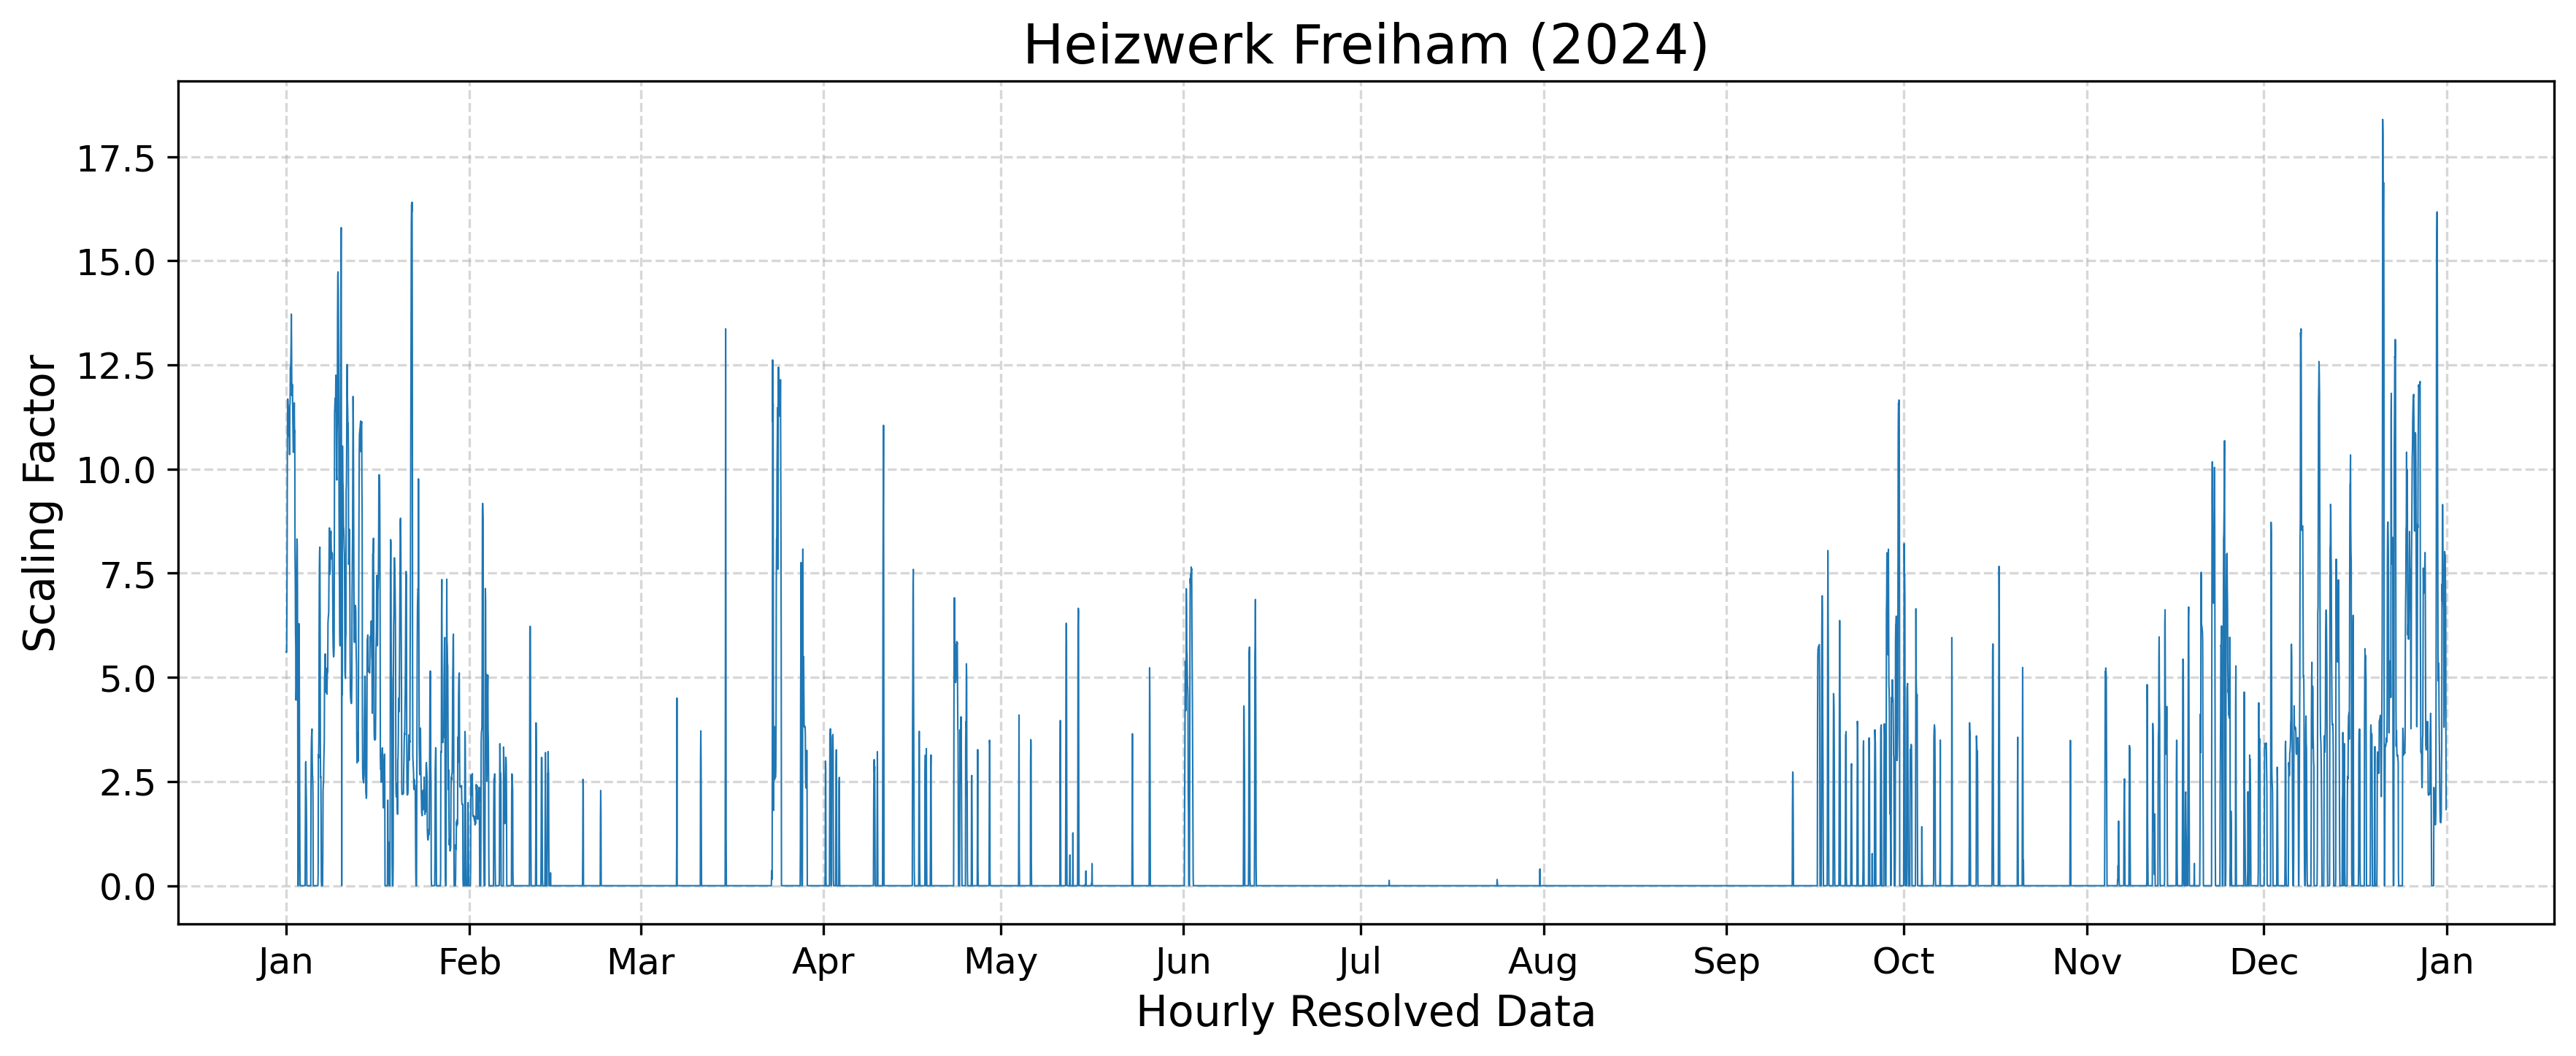 Heizwerk Freiham (2024)
Scaling Factor
17.5
15.0
12.5
10.0
7.5
5.0
2.5
0.0
Jan Feb Mar Apr May Jun Jul Aug Sep Oct Nov Dec Jan
Hourly Resolved Data